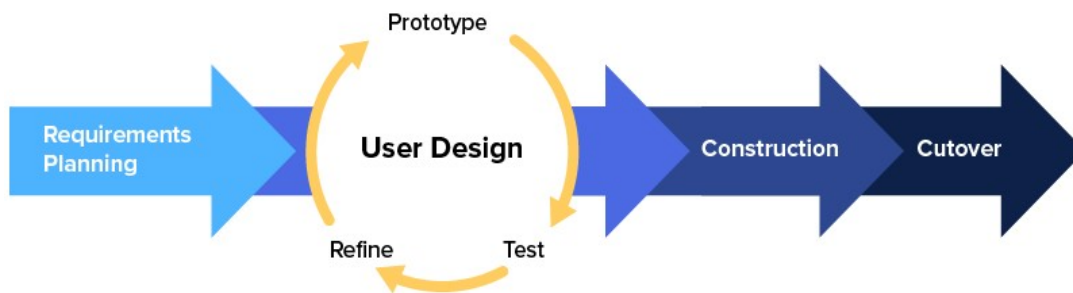 Prototype
Requirements
Planning
User Design
Construction
Cutover
Refine
Test